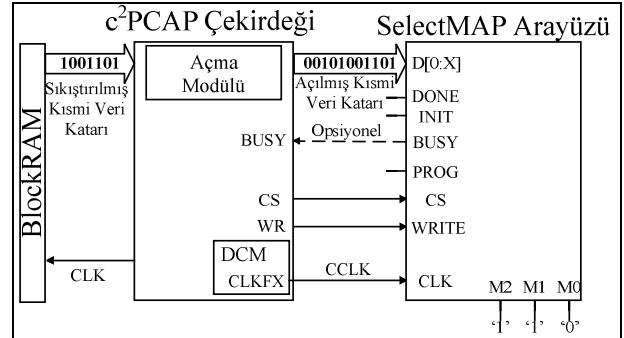 c²PCAP Çekirdeği
SelectMAP Arayüzü
BlockRAM
1001101
Sıkıştırılmış
Kısmi Veri
Katarı
CLK
Açma
Modülü
BUSY
CS
WR
DCM
CLKFX
00101001101
Açılmış Kısmi
Veri Katarı
Opsiyonel
CCLK
D[0:X]
DONE
INIT
BUSY
PROG
CS
WRITE
CLK
M2 M1 M0
‘1’ ‘1’ ‘0’